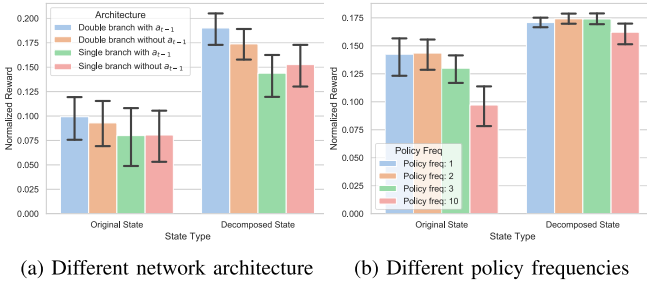 Architecture
Double branch with a_{t-1}
Double branch without a_{t-1}
Single branch with a_{t-1}
Single branch without a_{t-1}
0.200
0.175
0.150
0.125
0.100
0.075
0.050
0.025
0.000
Normalized Reward
Original State
Decomposed State
State Type
(a) Different network architecture
0.175
0.150
0.125
0.100
0.075
0.050
0.025
0.000
Normalized Reward
Policy Freq
Policy freq: 1
Policy freq: 2
Policy freq: 3
Policy freq: 10
Original State
Decomposed State
State Type
(b) Different policy frequencies